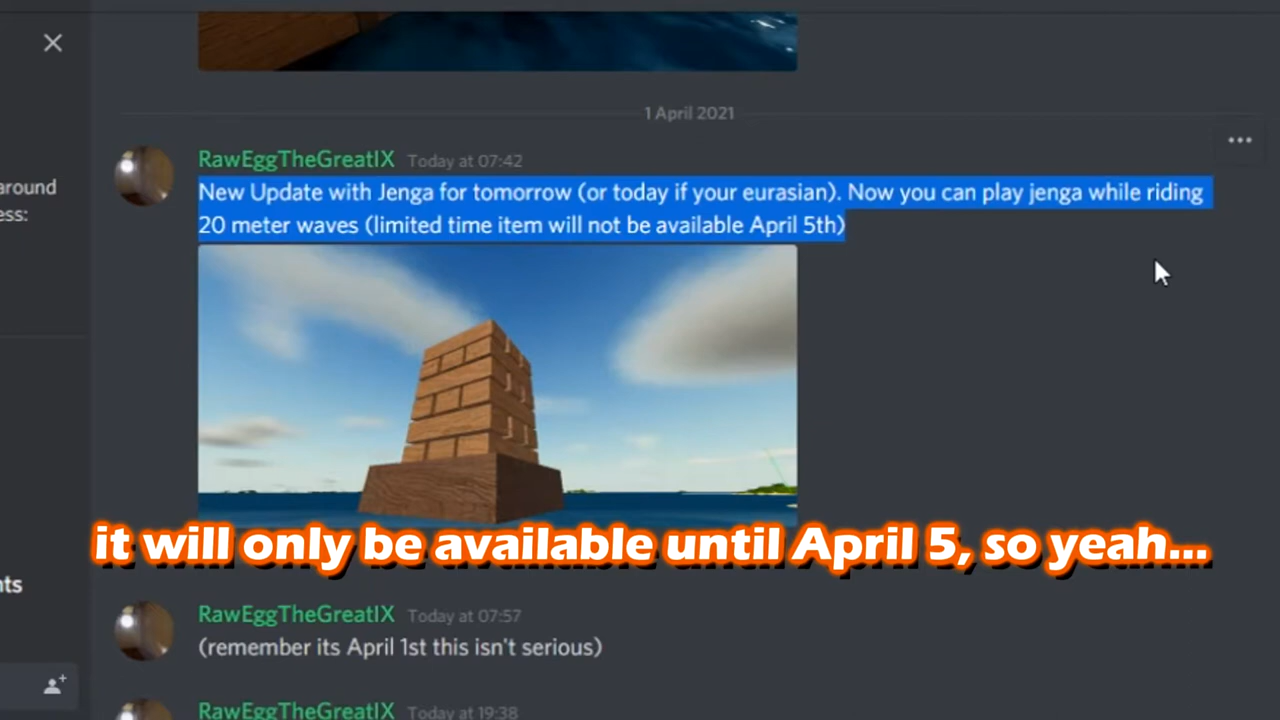 1 April 2021
around
ess:
RawEggTheGreatIX Today at 07:42
New Update with Jenga for tomorrow (or today if your eurasian). Now you can play jenga while riding
20 meter waves (limited time item will not be available April 5th)
it will only be available until April 5, so yeah...
nts
RawEggTheGreatIX Today at 07:57
(remember its April 1st this isn't serious)
RawEggTheGreatIX Today at 19:38